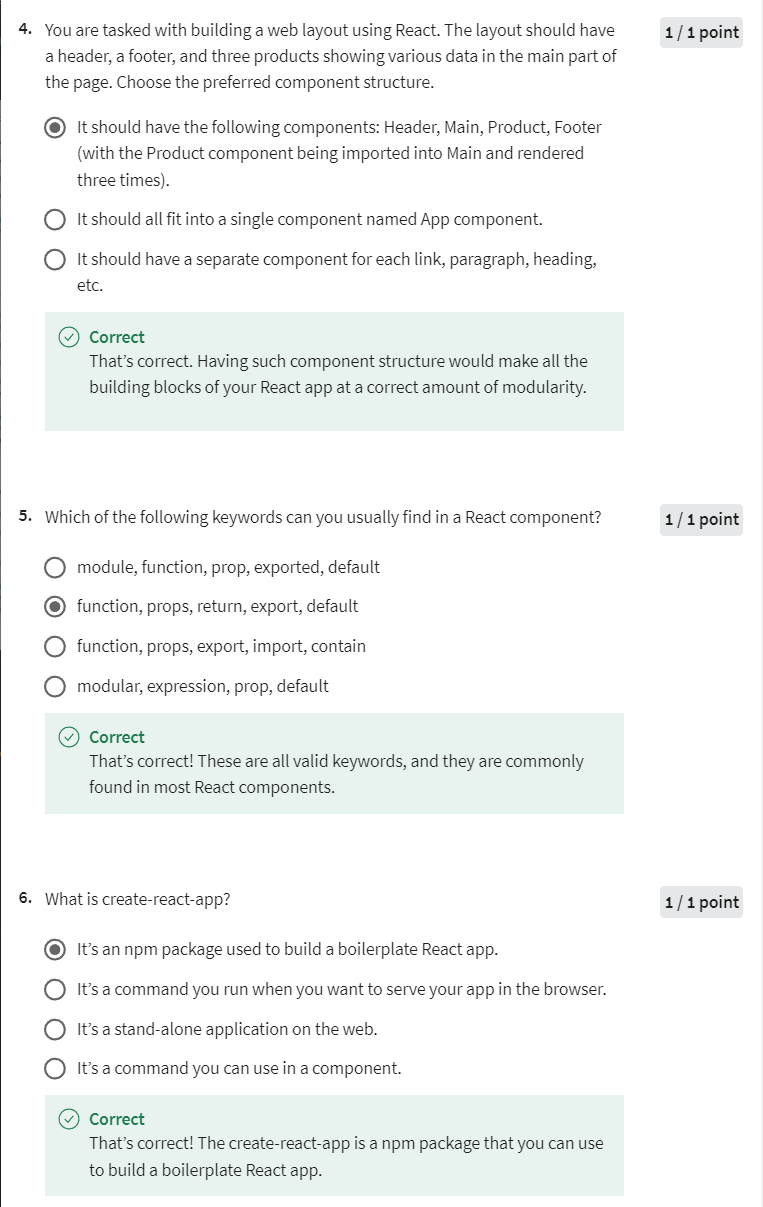 4. You are tasked with building a web layout using React. The layout should have
1 / 1 point
a header, a footer, and three products showing various data in the main part of
the page. Choose the preferred component structure.
It should have the following components: Header, Main, Product, Footer
(with the Product component being imported into Main and rendered
three times).
It should all fit into a single component named App component.
It should have a separate component for each link, paragraph, heading,
etc.
Correct
That's correct. Having such component structure would make all the
building blocks of your React app at a correct amount of modularity.
5. Which of the following keywords can you usually find in a React component?
1 / 1 point
module, function, prop, exported, default
function, props, return, export, default
function, props, export, import, contain
modular, expression, prop, default
Correct
That's correct! These are all valid keywords, and they are commonly
found in most React components.
6. What is create-react-app?
1 / 1 point
It's an npm package used to build a boilerplate React app.
It's a command you run when you want to serve your app in the browser.
It's a stand-alone application on the web.
It's a command you can use in a component.
Correct
That's correct! The create-react-app is a npm package that you can use
to build a boilerplate React app.